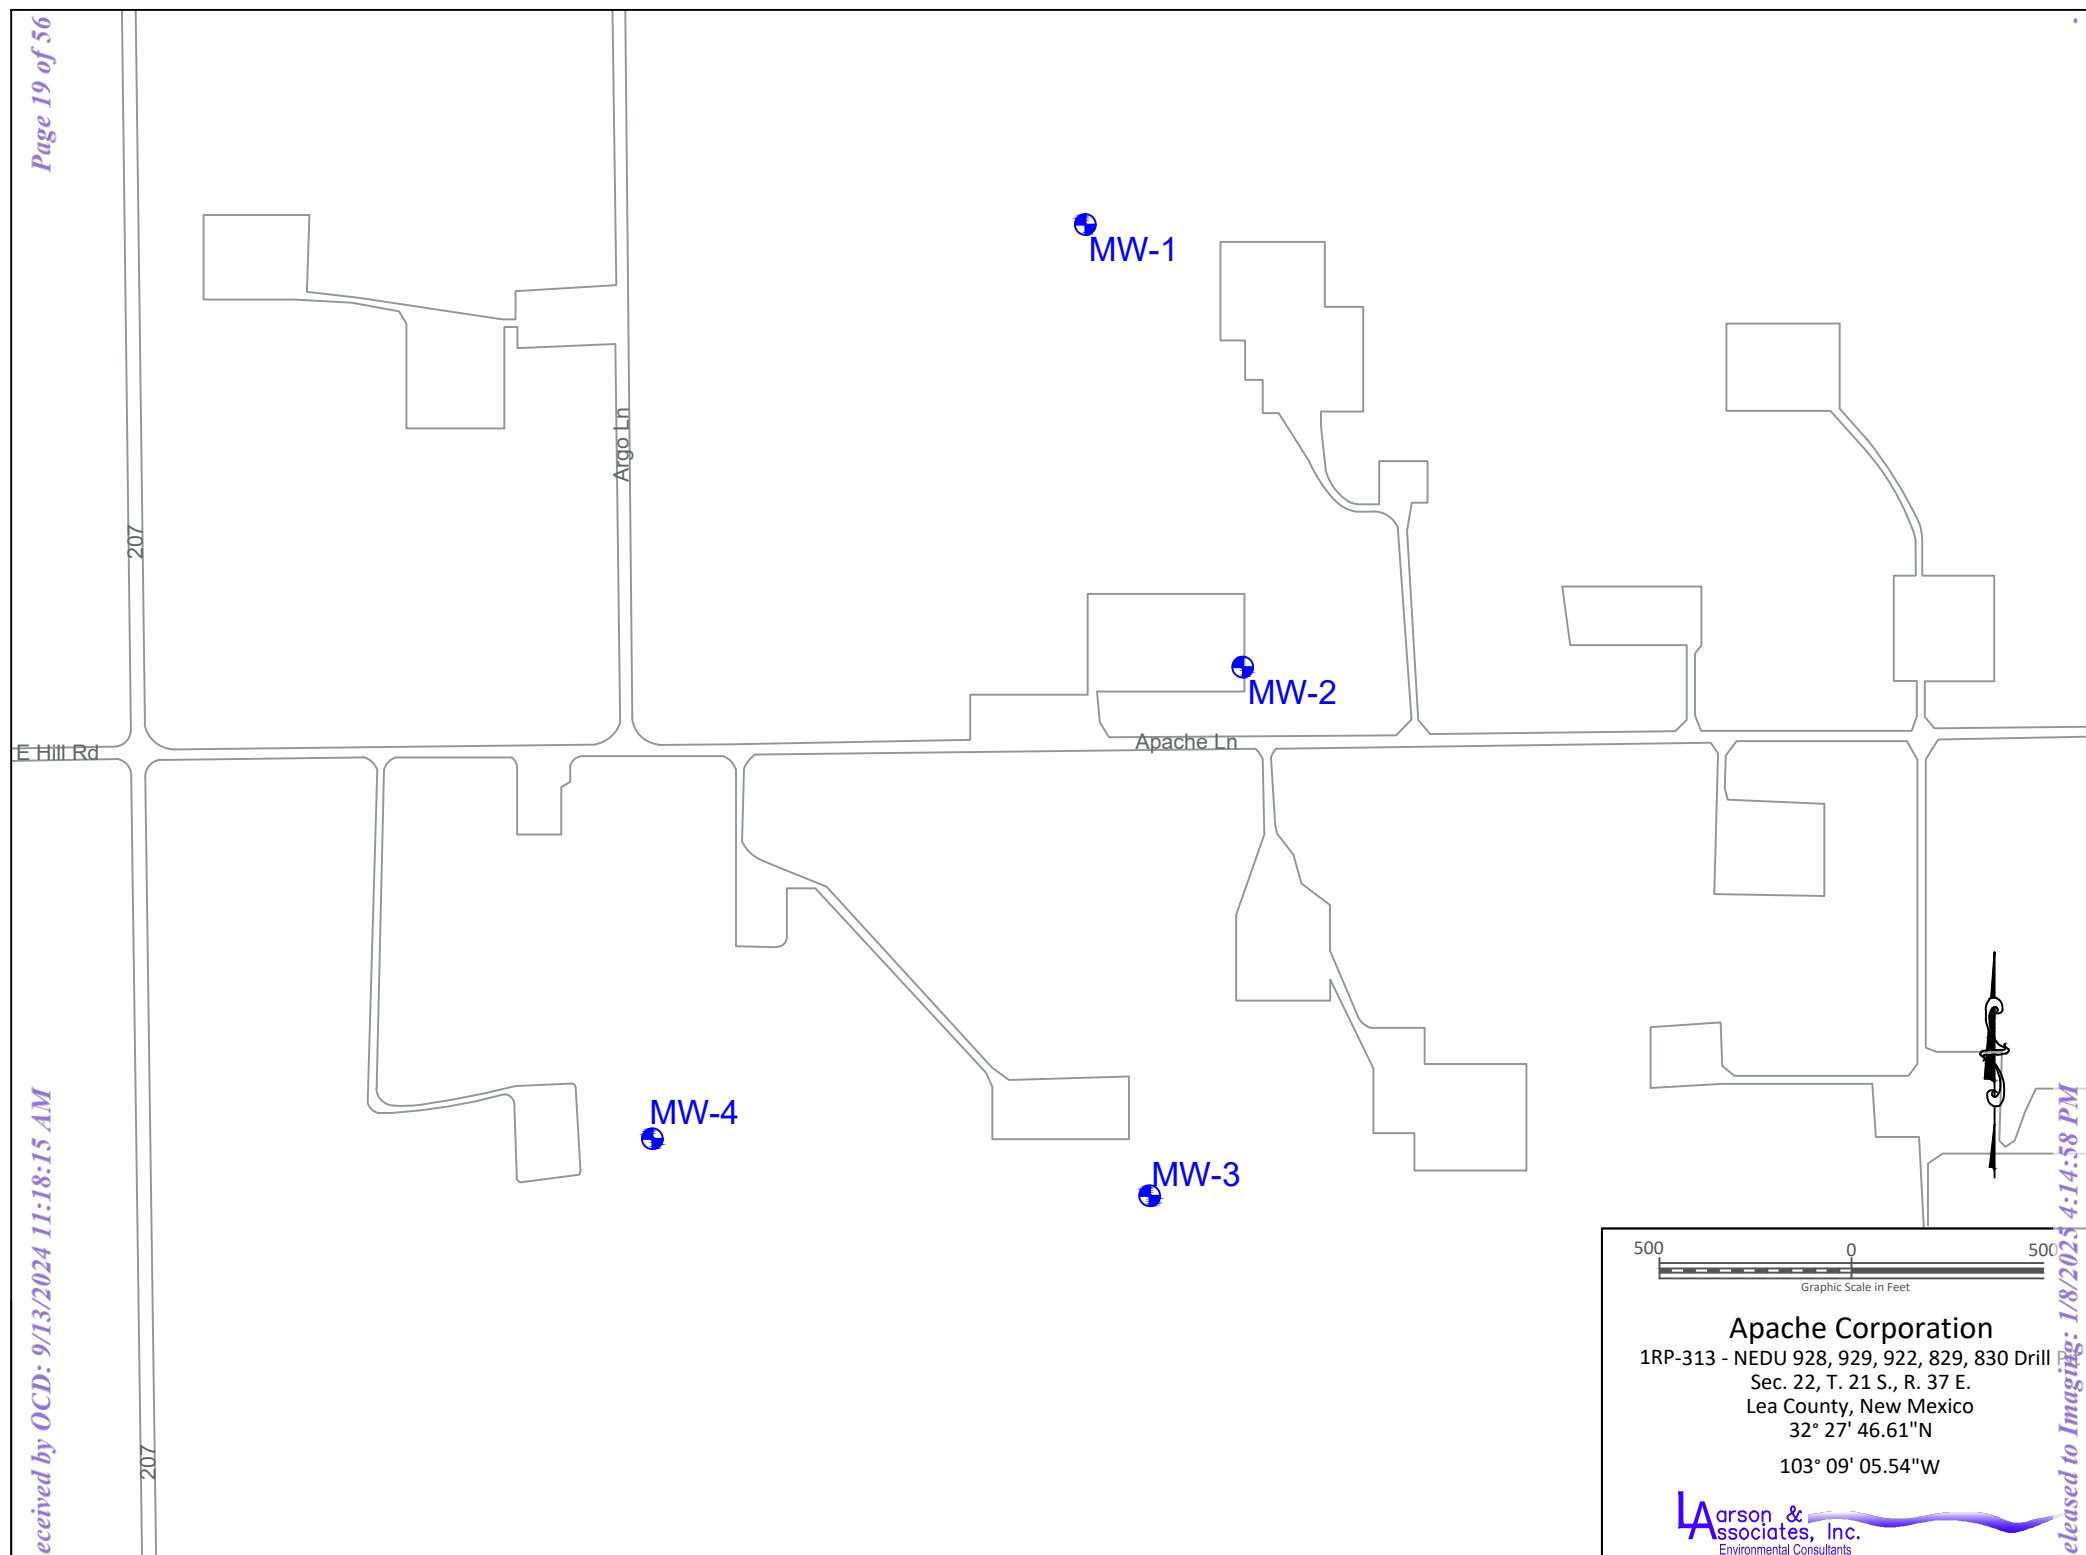 Page 19 of 56
MW-1
Argo Ln
207
MW-2
Apache Ln
E Hill Rd
MW-4
MW-3
207
eceived by OCD: 9/13/2024 11:18:15 AM
eleased to Imaging: 1/8/2025 4:14:58 PM
500 0 500
Graphic Scale in Feet
Apache Corporation
1RP-313 - NEDU 928, 929, 922, 829, 830 Drill
Sec. 22, T. 21 S., R. 37 E.
Lea County, New Mexico
32° 27' 46.61"N
103° 09' 05.54"W
Larson &
Associates, Inc.
Environmental Consultants